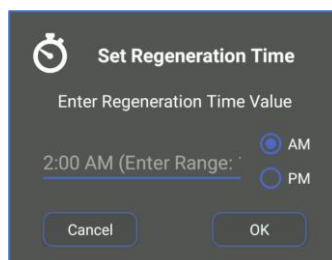 Set Regeneration Time
Enter Regeneration Time Value
AM
2:00 AM (Enter Range:
PM
Cancel
OK